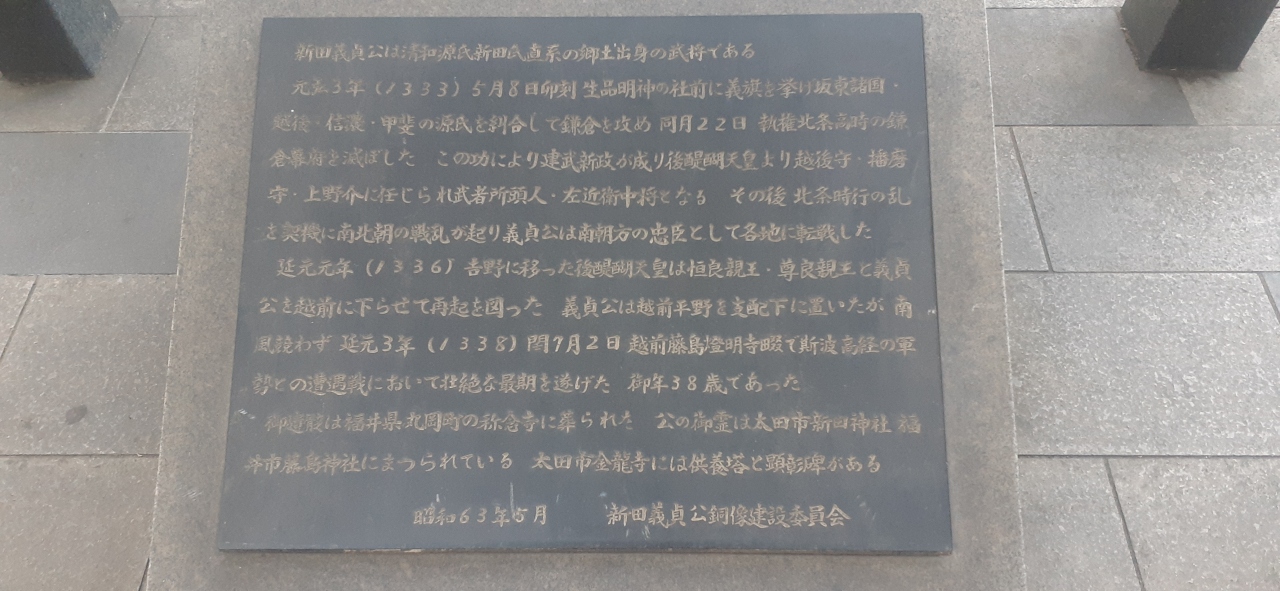 新田義貞公は清和源氏新田氏直系の郷土出身の武将である
元弘3年(1333)5月8日卯刻 生品明神の社前に義旗を挙げ坂東諸国・
越後・信濃・甲斐の源氏を糾合して鎌倉を攻め 同月22日 執権北条高時の鎌
倉幕府を滅ぼした この功により建武新政が成り後醍醐天皇より越後守・播磨
守・上野介に任じられ武者所頭人・左近衛中将となる その後 北条時行の乱
を契機に南北朝の戦乱が起り義貞公は南朝方の忠臣として各地に転戦した
延元元年(1336)吉野に移った後醍醐天皇は恒良親王・尊良親王と義貞
公を越前に下らせて再起を図った 義貞公は越前平野を支配下に置いたが 南
風競わず 延元3年(1338)閏7月2日 越前藤島燈明寺畷で斯波高経の軍
勢との遭遇戦において壮絶な最期を遂げた 御年38歳であった
御遺骸は福井県 北岡町の称念寺に葬られた 公の御霊は太田市新田神社 福
井市藤島神社にまつられている 太田市金龍寺には供養塔と顕彰碑がある
昭和63年5月 新田義貞公銅像建設委員会